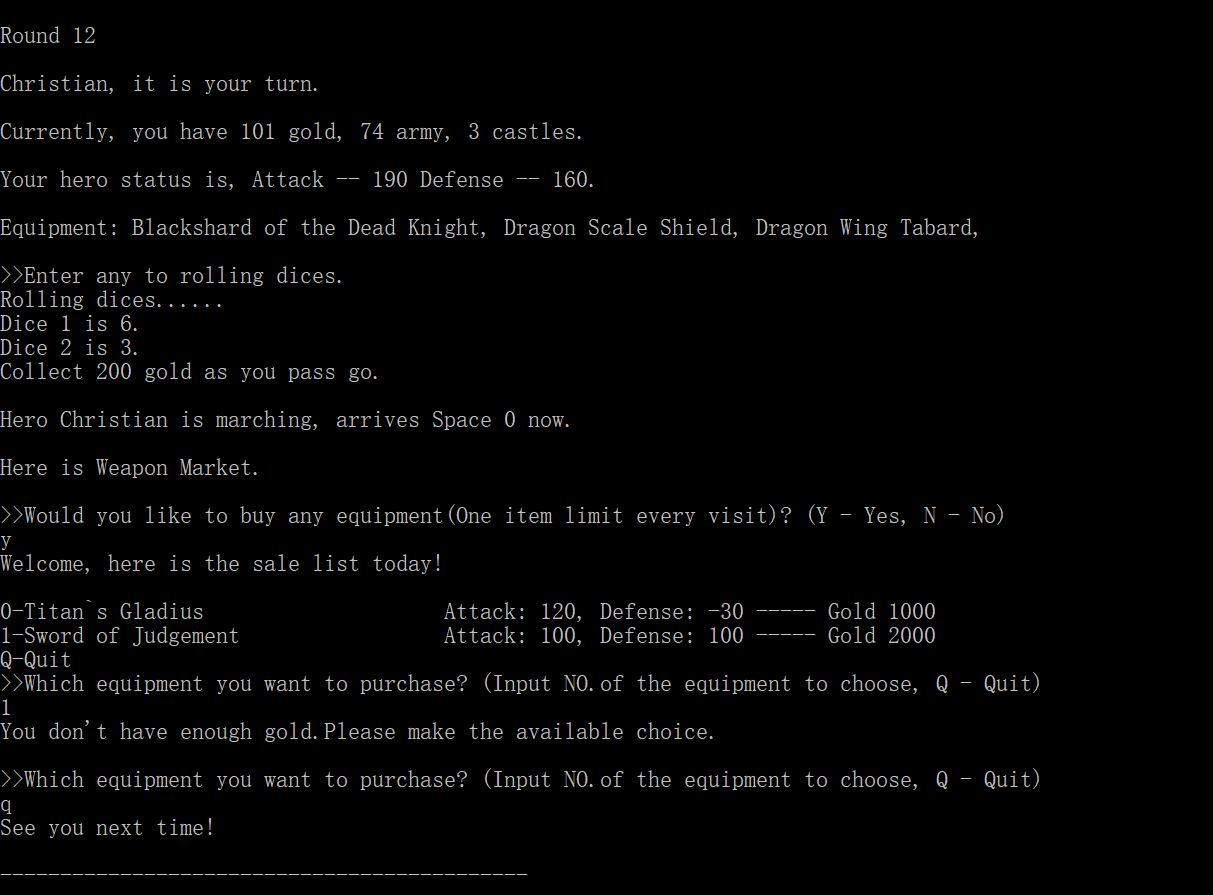 Round 12
Christian, it is your turn.
Currently, you have 101 gold, 74 army, 3 castles.
Your hero status is, Attack -- 190 Defense -- 160.
Equipment: Blackshard of the Dead Knight, Dragon Scale Shield, Dragon Wing Tabard,
>>Enter any to rolling dices.
Rolling dices......
Dice 1 is 6.
Dice 2 is 3.
Collect 200 gold as you pass go.
Hero Christian is marching, arrives Space 0 now.
Here is Weapon Market.
>>Would you like to buy any equipment(One item limit every visit)? (Y - Yes, N - No)
y
Welcome, here is the sale list today!
0-Titan`s Gladius Attack: 120, Defense: -30 ----- Gold 1000
1-Sword of Judgement Attack: 100, Defense: 100 ----- Gold 2000
Q-Quit
>>Which equipment you want to purchase? (Input NO.of the equipment to choose, Q - Quit)
1
You don't have enough gold.Please make the available choice.
>>Which equipment you want to purchase? (Input NO.of the equipment to choose, Q - Quit)
q
See you next time!
--------------------------------------------